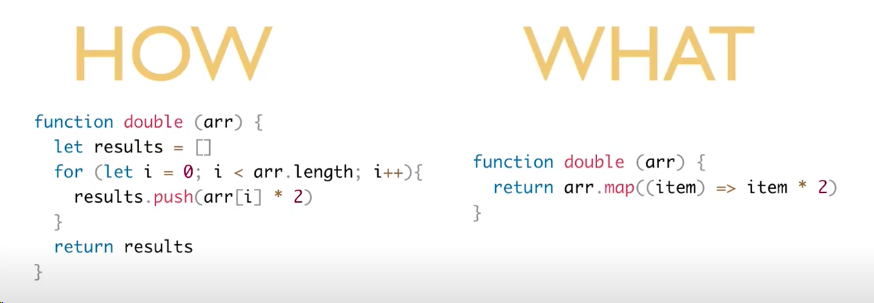 HOW
function double (arr) {
  let results = []
  for (let i = 0; i < arr.length; i++){
    results.push(arr[i] * 2)
  }
  return results
}
WHAT
function double (arr) {
  return arr.map((item) => item * 2)
}